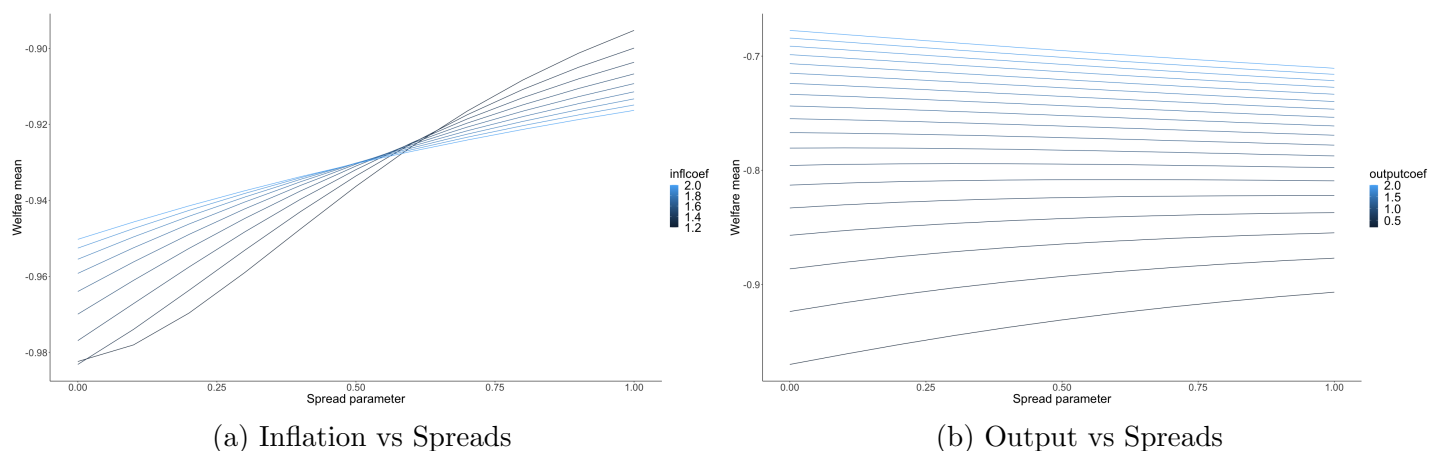 -0.90
-0.92
-0.94
-0.96
-0.98
Welfare mean
0.00 0.25 0.50 0.75 1.00
Spread parameter
inflcoef
2.0
1.8
1.6
1.4
1.2
(a) Inflation vs Spreads
-0.7
-0.8
-0.9
Welfare mean
0.00 0.25 0.50 0.75 1.00
Spread parameter
outputcoef
2.0
1.5
1.0
0.5
(b) Output vs Spreads